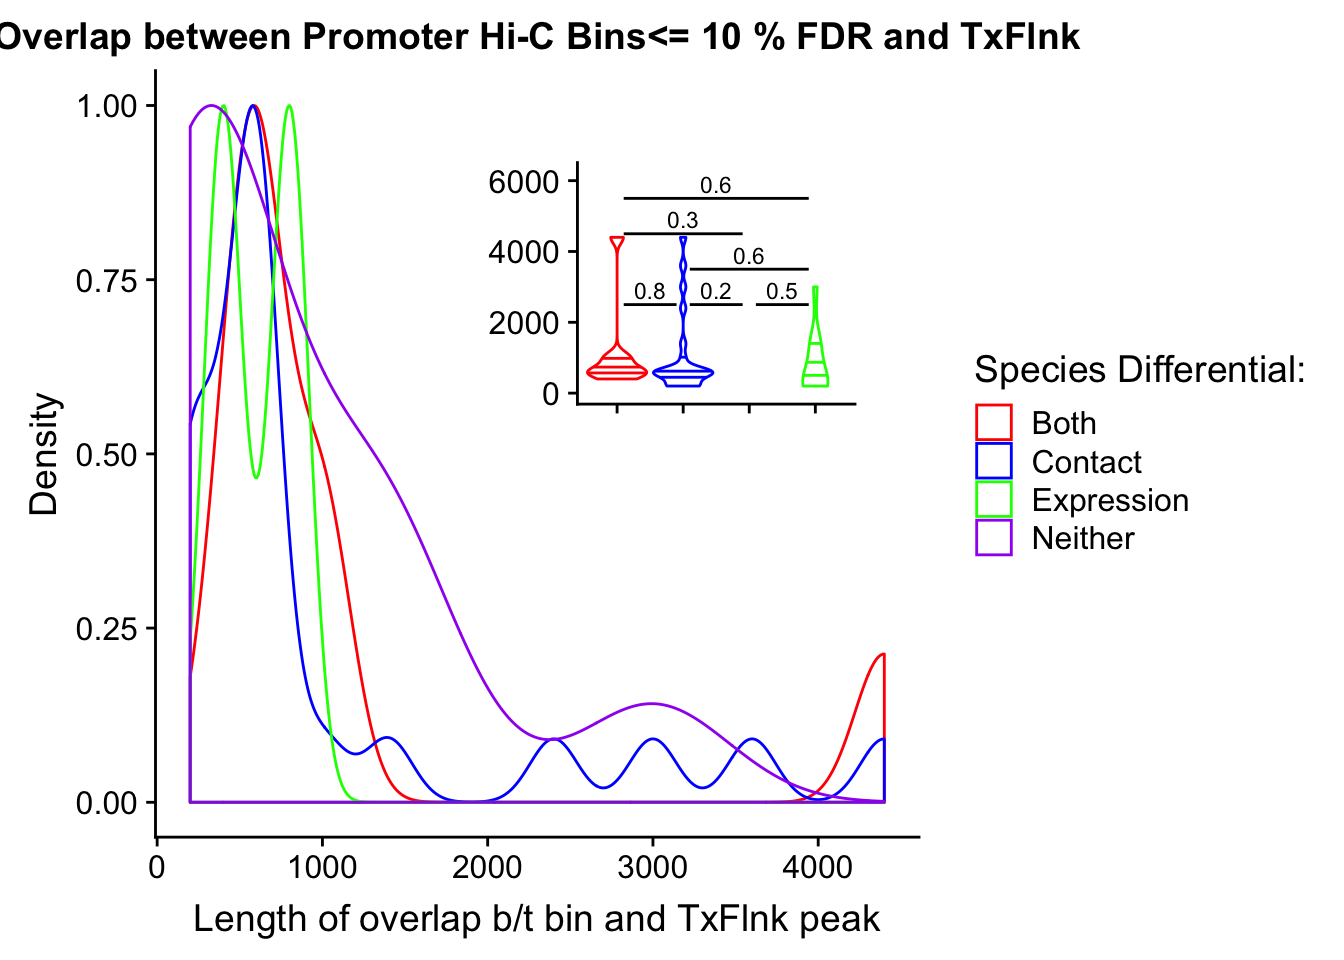 Overlap between Promoter Hi-C Bins<= 10 % FDR and TxFlnk
1.00
0.75
0.50
0.25
0.00
Density
0
1000
2000
3000
4000
Length of overlap b/t bin and TxFlnk peak
6000
4000
2000
0
0.6
0.3
0.6
0.8
0.2
0.5
Species Differential:
Both
Contact
Expression
Neither